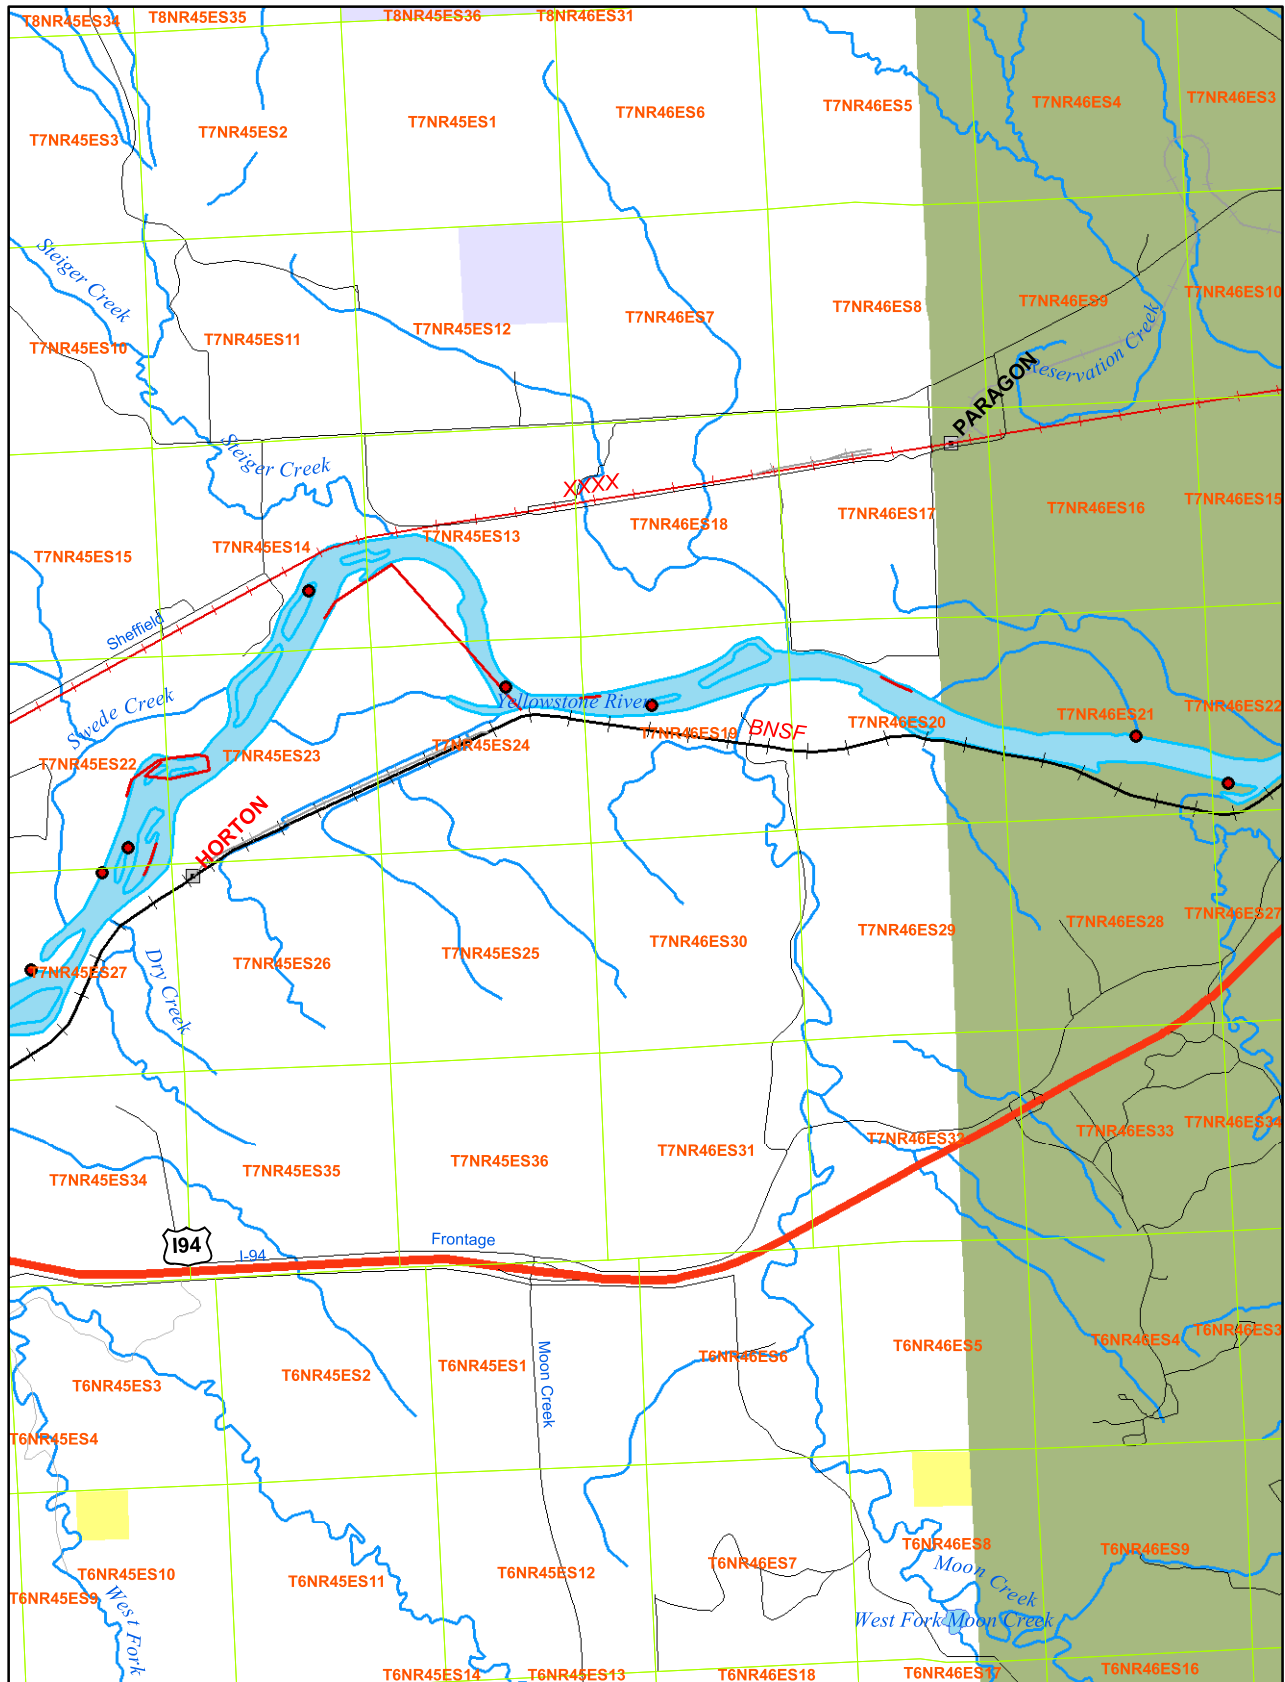 T8NR45ES34
T8NR45ES35
T8NR45ES36
T8NR46ES31
T7NR45ES3
T7NR45ES2
T7NR45ES1
T7NR46ES6
T7NR46ES5
T7NR46ES4
T7NR46ES3
Steiger Creek
T7NR45ES10
T7NR45ES11
T7NR45ES12
T7NR46ES7
T7NR46ES8
T7NR46ES9
T7NR46ES10
Reservation Creek
PARAGON
Steiger Creek
XXXX
T7NR45ES15
T7NR45ES14
T7NR45ES13
T7NR46ES18
T7NR46ES17
T7NR46ES16
T7NR46ES15
Sheffield
Swede Creek
Yellowstone River
BNSF
T7NR45ES22
T7NR45ES23
T7NR45ES24
T7NR46ES19
T7NR46ES20
T7NR46ES21
T7NR46ES22
HORTON
T7NR45ES27
Dry Creek
T7NR45ES26
T7NR45ES25
T7NR46ES30
T7NR46ES29
T7NR46ES28
T7NR46ES27
T7NR45ES34
T7NR45ES35
T7NR45ES36
T7NR46ES31
T7NR46ES32
T7NR46ES33
T7NR46ES34
I94
I-94
Frontage
T6NR45ES4
T6NR45ES3
T6NR45ES2
T6NR45ES1
Moon Creek
T6NR46ES6
T6NR46ES5
T6NR46ES4
T6NR46ES3
T6NR45ES9
T6NR45ES10
West Fork
T6NR45ES11
T6NR45ES12
T6NR46ES7
T6NR46ES8
T6NR46ES9
Moon Creek
West Fork Moon Creek
T6NR45ES14
T6NR45ES13
T6NR46ES18
T6NR46ES17
T6NR46ES16